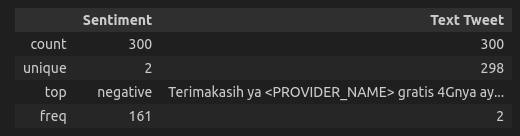 Sentiment Text Tweet
count 300 300
unique 2 298
top negative Terimakasih ya <PROVIDER_NAME> gratis 4Gnya ay...
freq 161 2